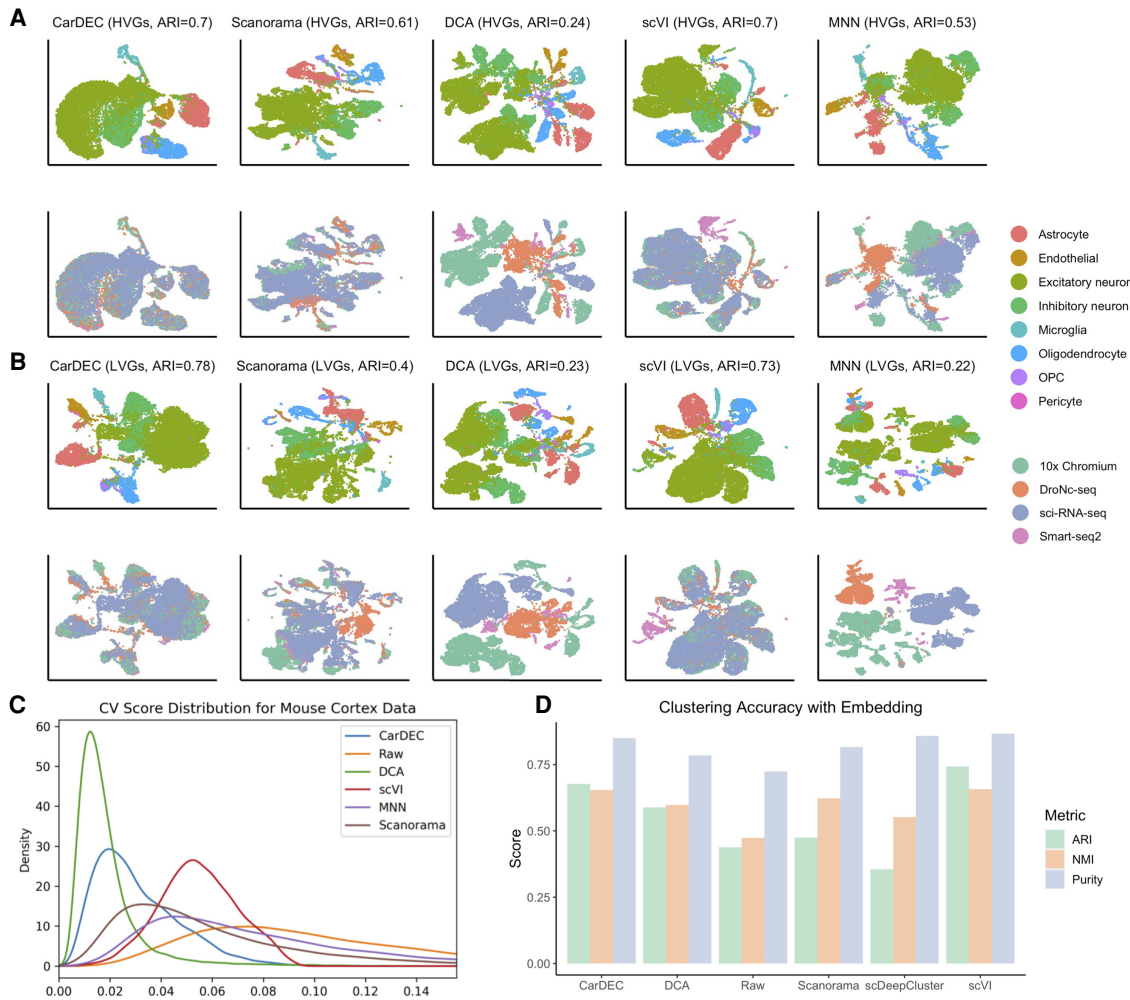 A
CarDEC (HVGs, ARI=0.7)
Scanorama (HVGs, ARI=0.61)
DCA (HVGs, ARI=0.24)
scVI (HVGs, ARI=0.7)
MNN (HVGs, ARI=0.53)
Astrocyte
Endothelial
Excitatory neuror
Inhibitory neuron
Microglia
Oligodendrocyte
OPC
Pericyte
10x Chromium
DroNc-seq
sci-RNA-seq
Smart-seq2
B
CarDEC (LVGs, ARI=0.78)
Scanorama (LVGs, ARI=0.4)
DCA (LVGs, ARI=0.23)
scVI (LVGs, ARI=0.73)
MNN (LVGs, ARI=0.22)
C
CV Score Distribution for Mouse Cortex Data
Density
60
50
40
30
20
10
0
0.00
0.02
0.04
0.06
0.08
0.10
0.12
0.14
CarDEC
Raw
DCA
scVI
MNN
Scanorama
D
Clustering Accuracy with Embedding
Score
0.75
0.50
0.25
0.00
CarDEC
DCA
Raw
Scanorama
scDeepCluster
scVI
Metric
ARI
NMI
Purity